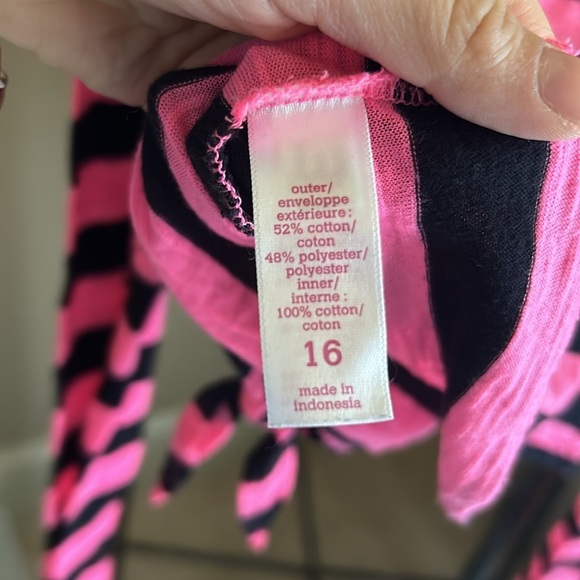 outer/
enveloppe
extérieure:
52% cotton/
coton
48% polyester/
polyester
inner/
interne :
100% cotton/
coton
16
made in
indonesia